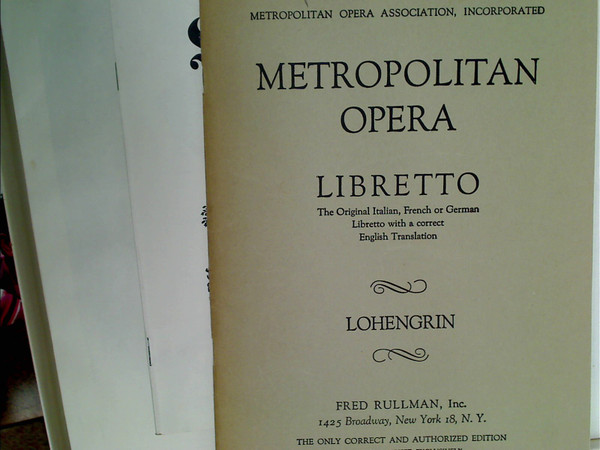 METROPOLITAN OPERA ASSOCIATION, INCORPORATED
METROPOLITAN
OPERA
LIBRETTO
The Original Italian, French or German
Libretto with a correct
English Translation
LOHENGRIN
FRED RULLMAN, Inc.
1425 Broadway, New York 18, N. Y.
THE ONLY CORRECT AND AUTHORIZED EDITION